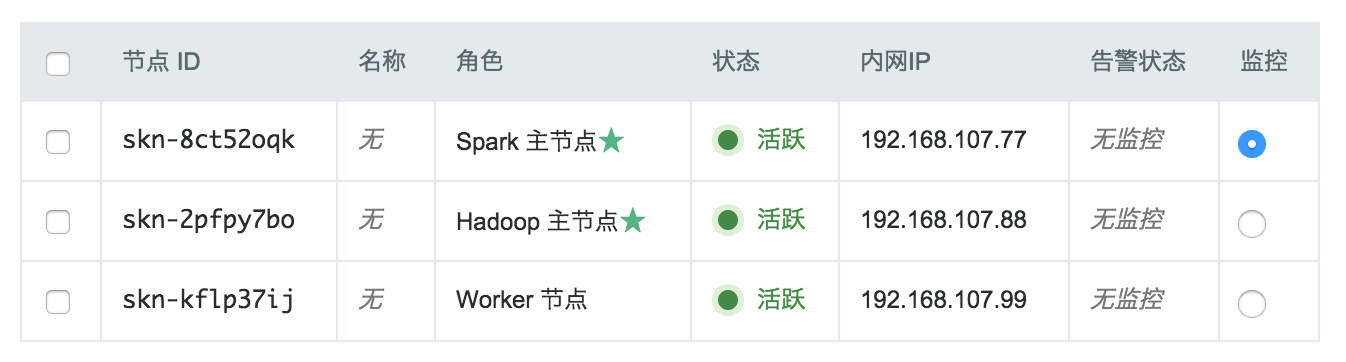 节点 ID 名称 角色 状态 内网IP 告警状态 监控
skn-8ct52oqk 无 Spark 主节点 活跃 192.168.107.77 无监控
skn-2pfpy7bo 无 Hadoop 主节点 活跃 192.168.107.88 无监控
skn-kflp37ij 无 Worker 节点 活跃 192.168.107.99 无监控